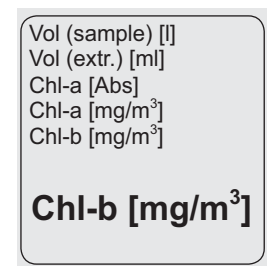 Vol (sample) [l]
Vol (extr.) [ml]
Chl-a [Abs]
Chl-a [mg/m³]
Chl-b [mg/m³]
Chl-b [mg/m³]